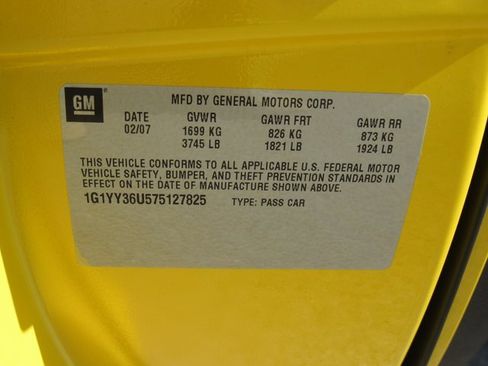 GM
MFD BY GENERAL MOTORS CORP.
DATE GVWR GAWR FRT GAWR RR
02/07 1699 KG 826 KG 873 KG
3745 LB 1821 LB 1924 LB
THIS VEHICLE CONFORMS TO ALL APPLICABLE U.S. FEDERAL MOTOR
VEHICLE SAFETY, BUMPER, AND THEFT PREVENTION STANDARDS IN
EFFECT ON THE DATE OF MANUFACTURE SHOWN ABOVE.
1G1YY36U575127825 TYPE: PASS CAR